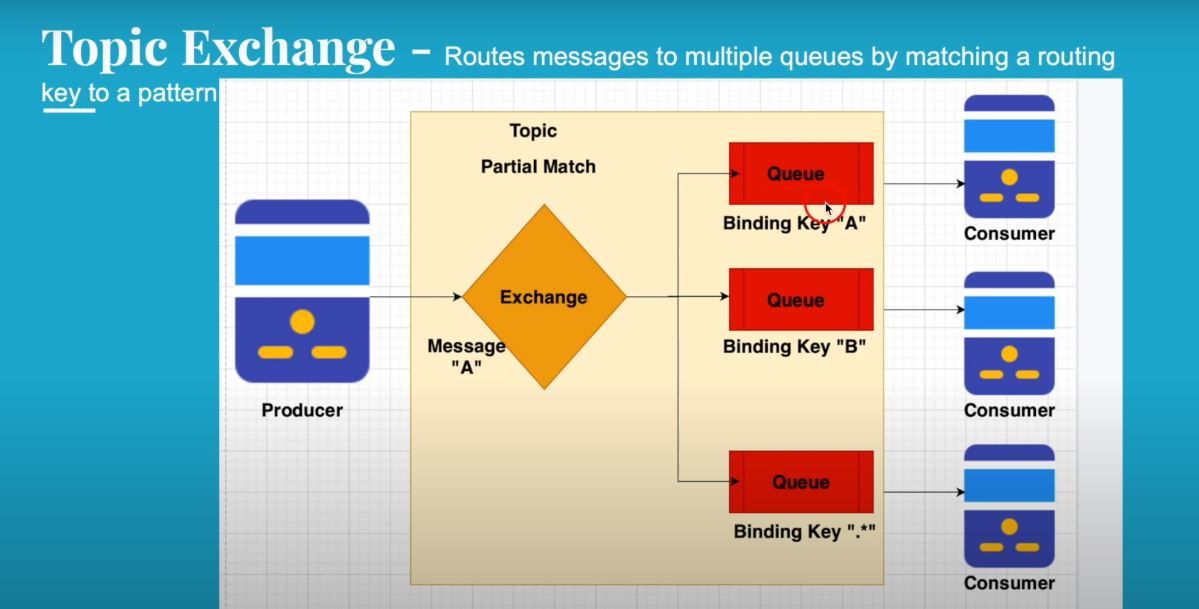 Topic Exchange – Routes messages to multiple queues by matching a routing
key to a pattern
Topic
Partial Match
Queue
Binding Key "A"
Consumer
Exchange
Message
"A"
Producer
Queue
Binding Key "B"
Consumer
Queue
Binding Key ".*"
Consumer